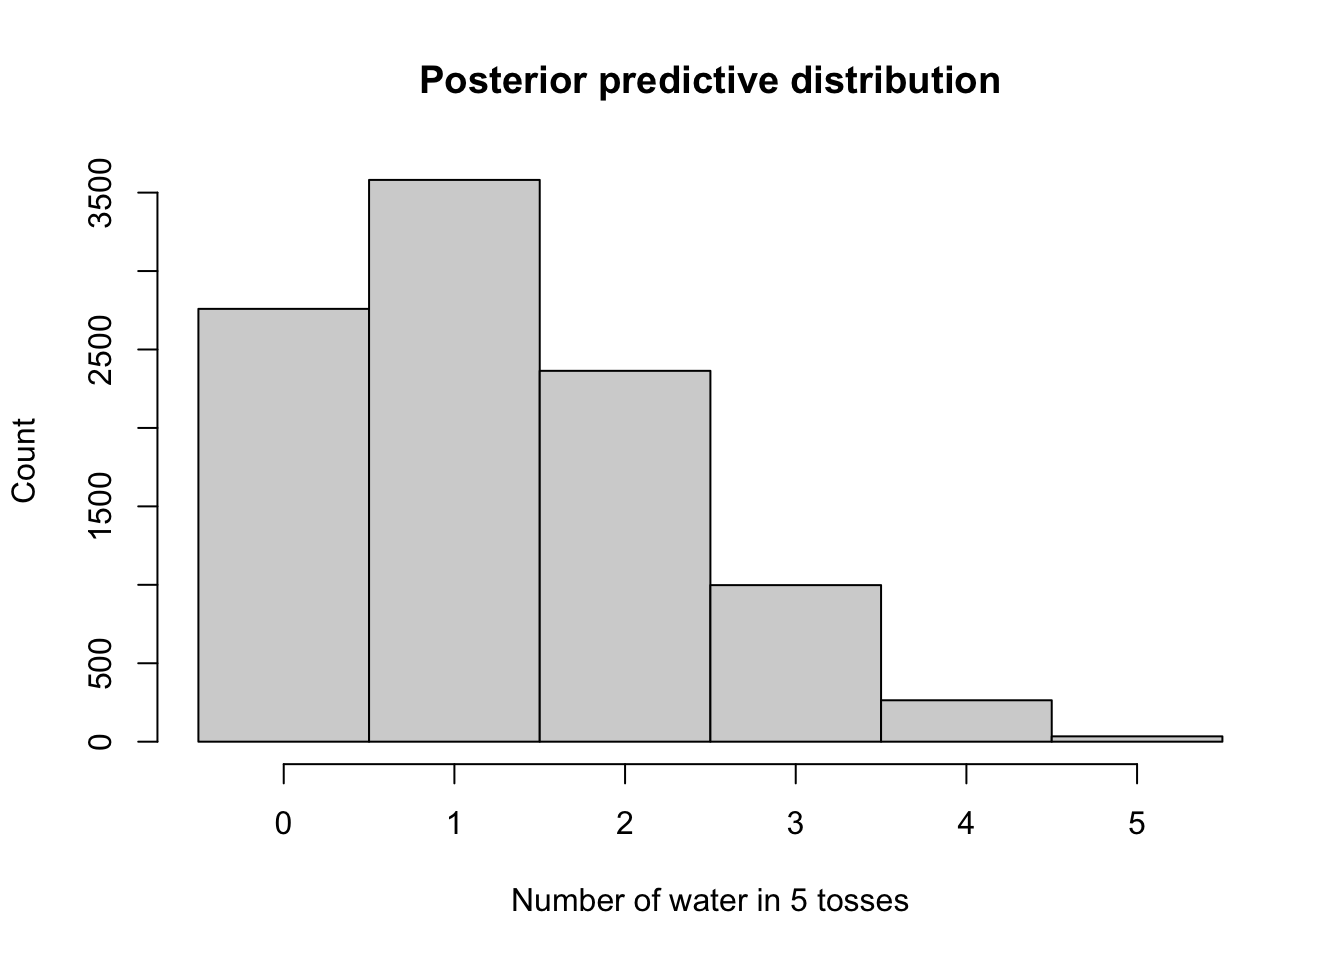 Posterior predictive distribution
3500
2500
1500
500
0
Count
0 1 2 3 4 5
Number of water in 5 tosses